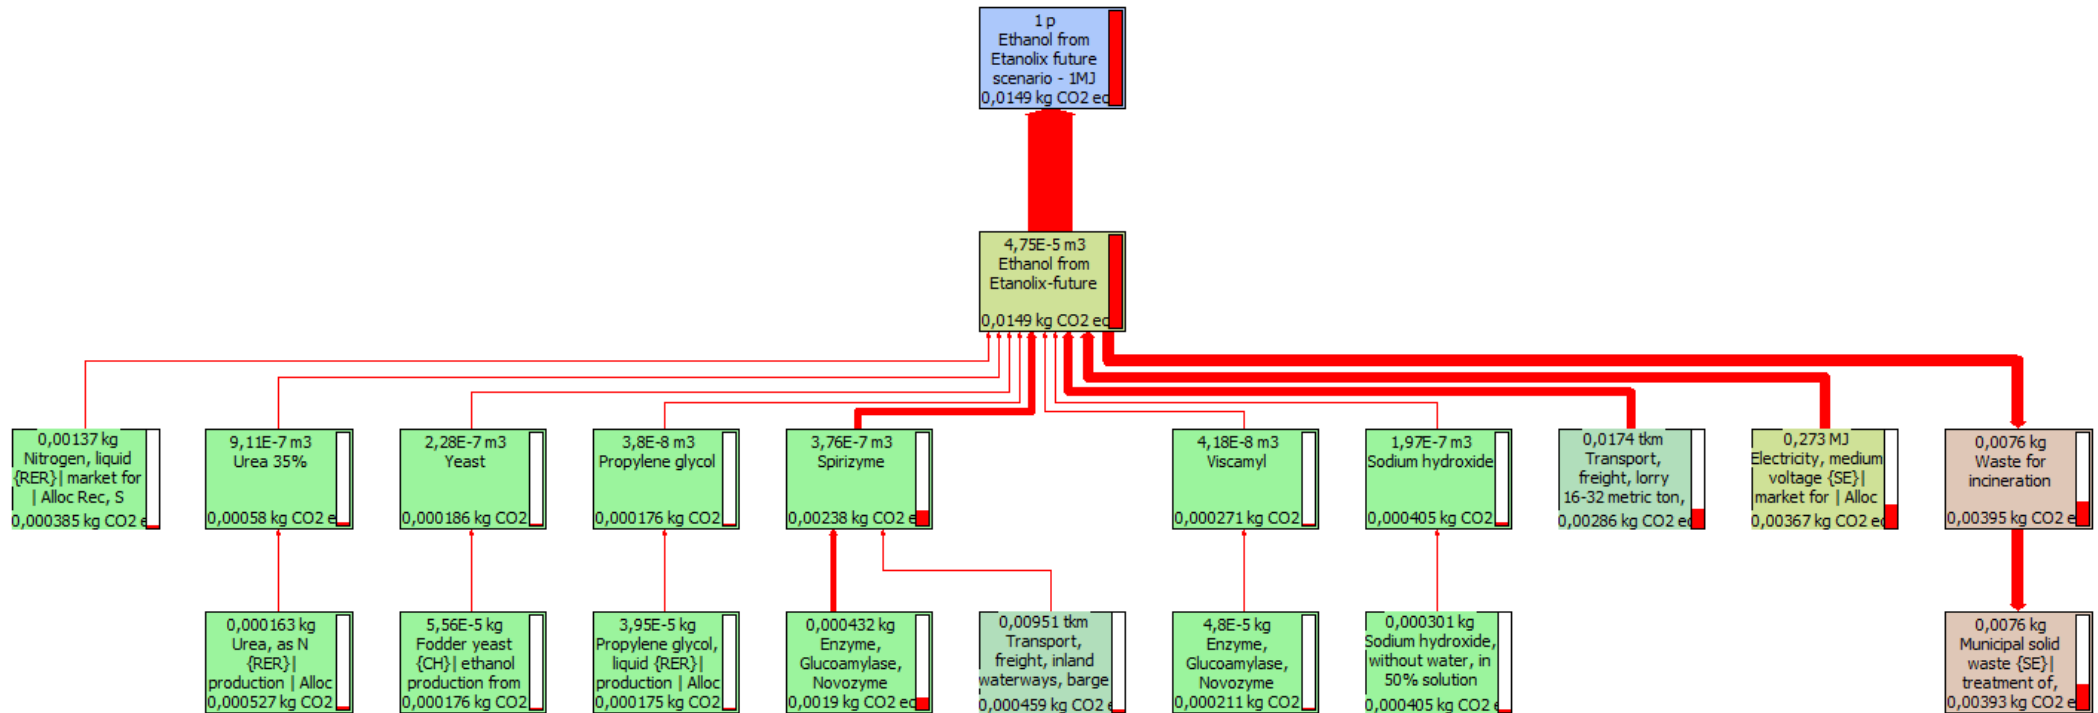 1 p
Ethanol from
Etanolix future
scenario - 1MJ
0,0149 kg CO2 ec
4,75E-5 m3
Ethanol from
Etanolix-future
0,0149 kg CO2 ec
0,00137 kg
Nitrogen, liquid
{RER}| market for
| Alloc Rec, S
0,000385 kg CO2 e
9,11E-7 m3
Urea 35%
0,00058 kg CO2 e
2,28E-7 m3
Yeast
0,000186 kg CO2
3,8E-8 m3
Propylene glycol
0,000176 kg CO2
3,76E-7 m3
Spirizyme
0,00238 kg CO2 ec
4,18E-8 m3
Viscamyl
0,000271 kg CO2
1,97E-7 m3
Sodium hydroxide
0,000405 kg CO2
0,0174 tkm
Transport,
freight, lorry
16-32 metric ton,
0,00286 kg CO2 ec
0,273 MJ
Electricity, medium
voltage {SE}|
market for | Alloc
0,00367 kg CO2 ec
0,0076 kg
Waste for
incineration
0,00395 kg CO2 e
0,000163 kg
Urea, as N
{RER}|
production | Alloc
0,000527 kg CO2
5,56E-5 kg
Fodder yeast
{CH}| ethanol
production from
0,000176 kg CO2
3,95E-5 kg
Propylene glycol,
liquid {RER}|
production | Alloc
0,000175 kg CO2
0,000432 kg
Enzyme,
Glucoamylase,
Novozyme
0,0019 kg CO2 ec
0,00951 tkm
Transport,
freight, inland
waterways, barge
0,000459 kg CO2 e
4,8E-5 kg
Enzyme,
Glucoamylase,
Novozyme
0,000211 kg CO2
0,000301 kg
Sodium hydroxide,
without water, in
50% solution
0,000405 kg CO2 e
0,0076 kg
Municipal solid
waste {SE}|
treatment of,
0,00393 kg CO2 e